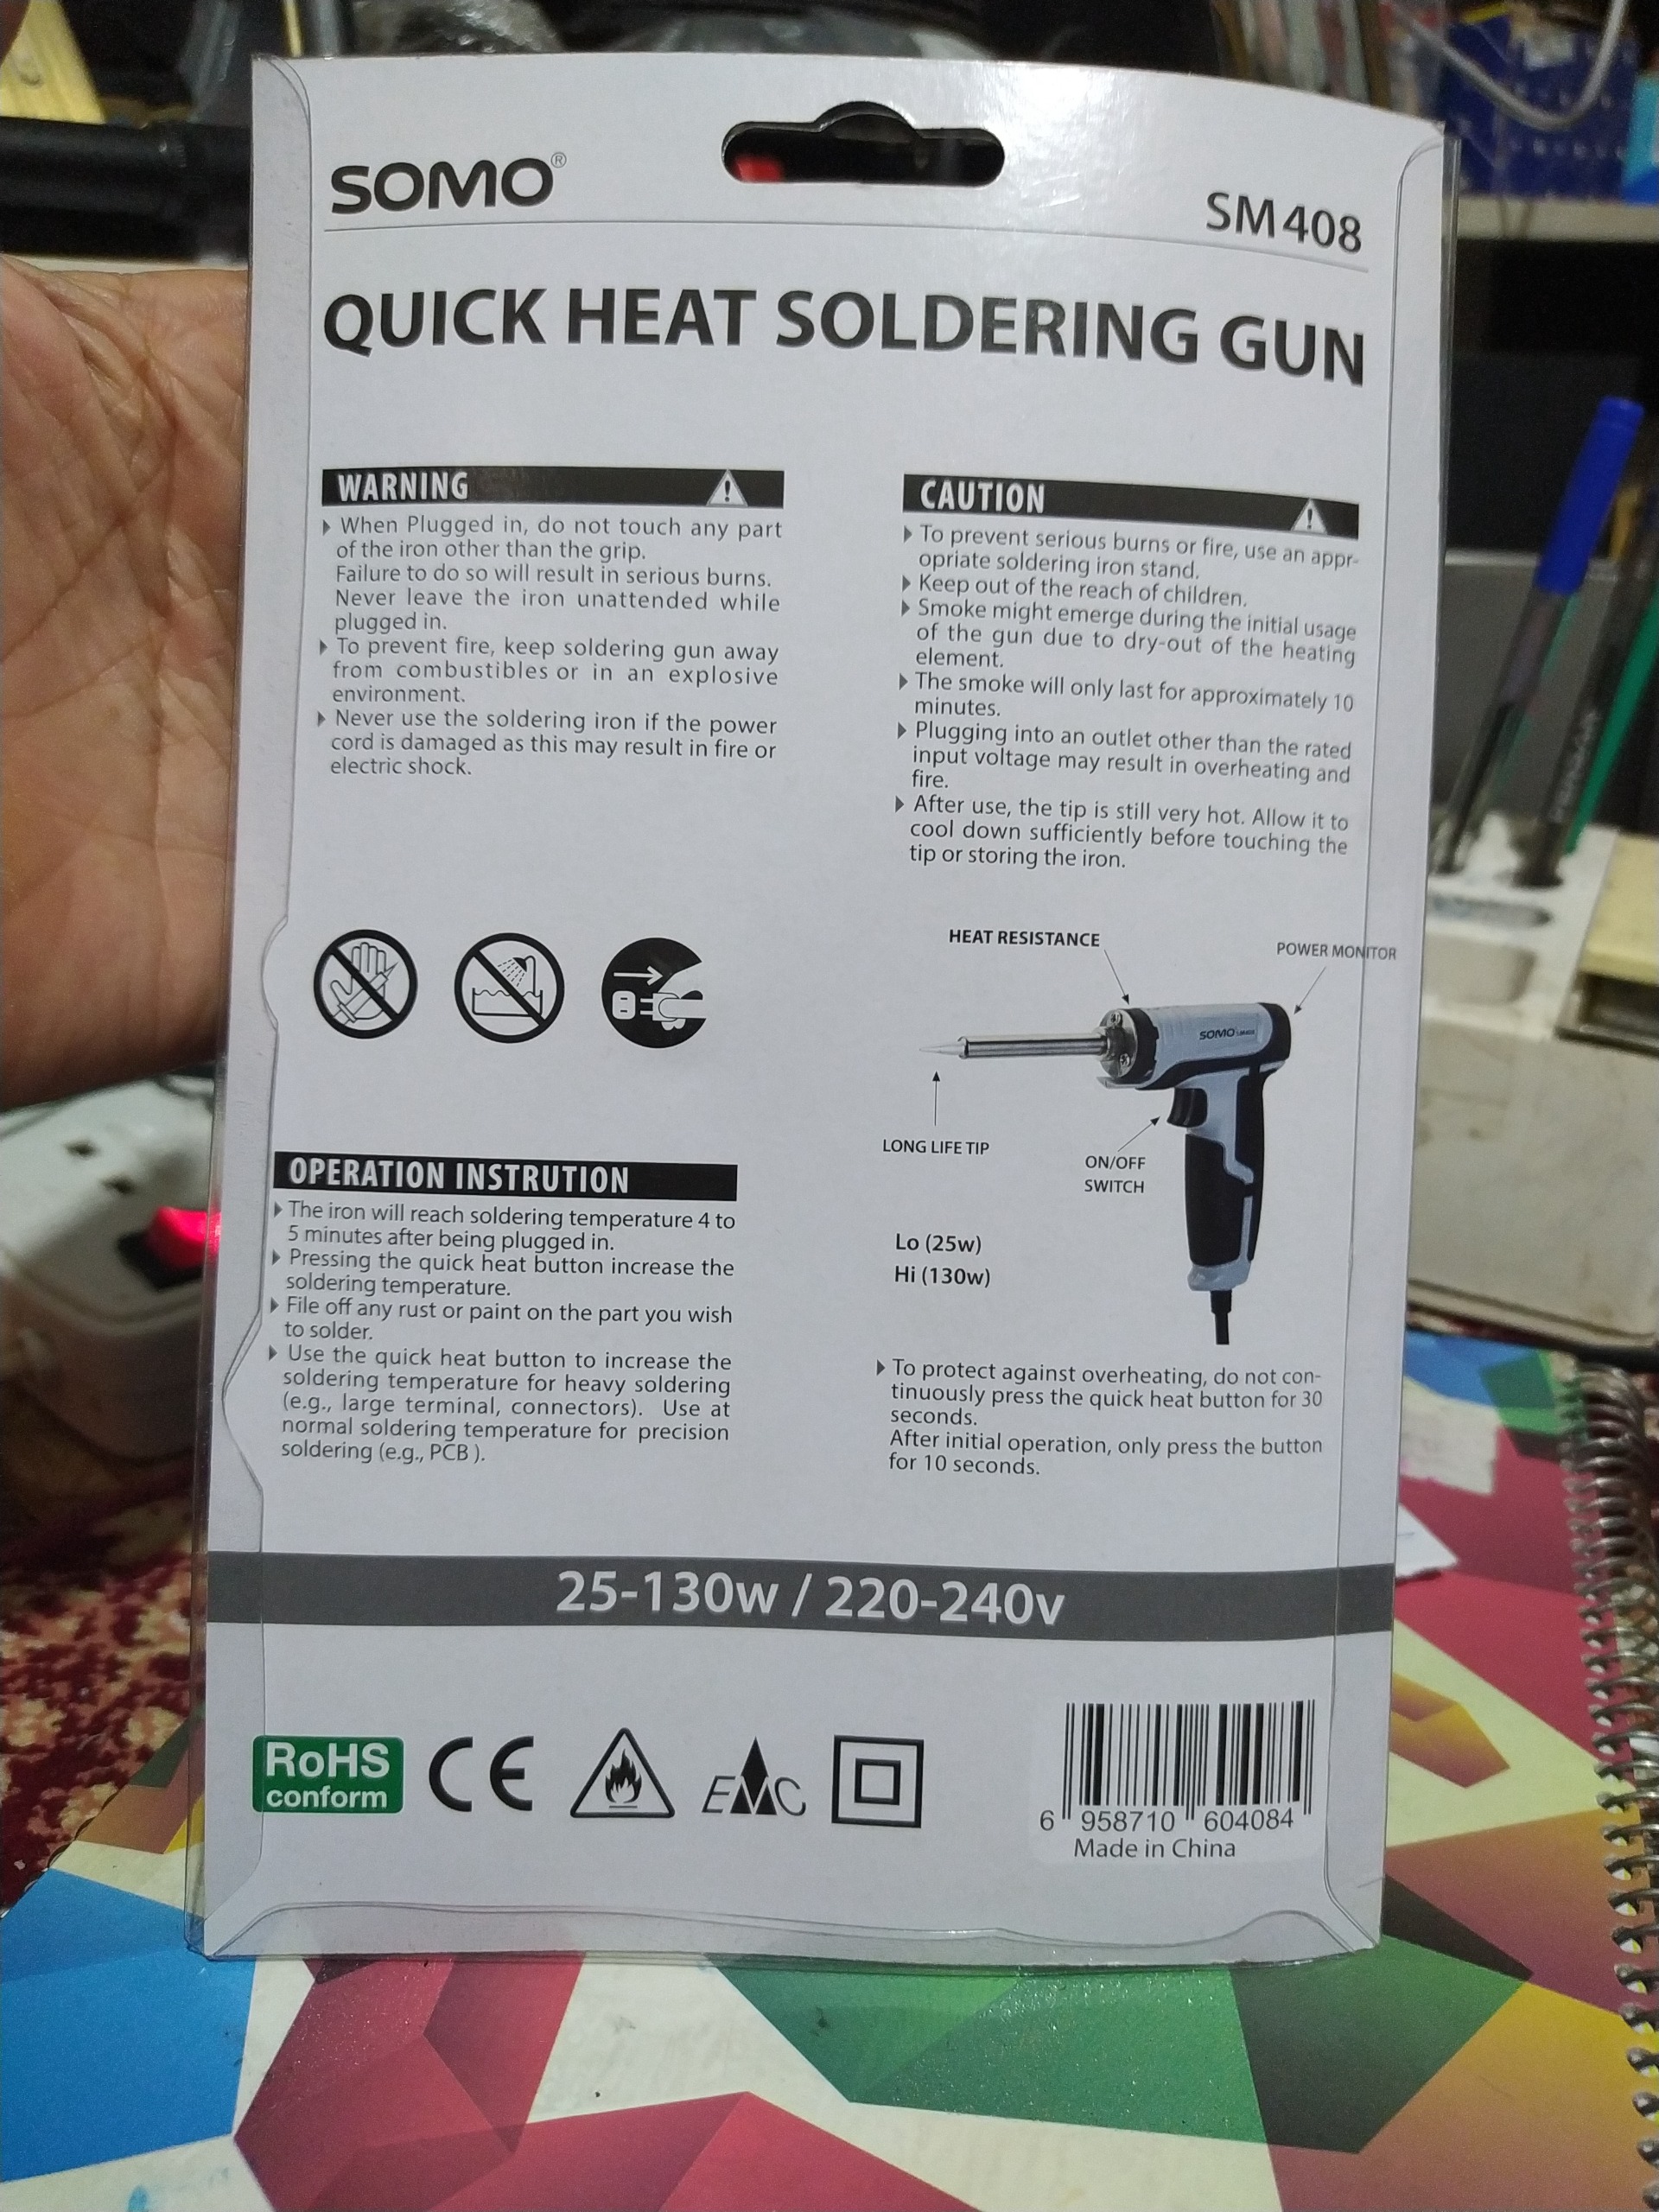 SOMO®
SM408
QUICK HEAT SOLDERING GUN
WARNING
When Plugged in, do not touch any part
of the iron other than the grip.
Failure to do so will result in serious burns.
Never leave the iron unattended while
plugged in.
To prevent fire, keep soldering gun away
from combustibles or in an explosive
environment.
Never use the soldering iron if the power
cord is damaged as this may result in fire or
electric shock.
CAUTION
To prevent serious burns or fire, use an appr-
opriate soldering iron stand.
Keep out of the reach of children.
Smoke might emerge during the initial usage
of the gun due to dry-out of the heating
element.
The smoke will only last for approximately 10
minutes.
Plugging into an outlet other than the rated
input voltage may result in overheating and
fire.
After use, the tip is still very hot. Allow it to
cool down sufficiently before touching the
tip or storing the iron.
HEAT RESISTANCE
POWER MONITOR
SOMO
LONG LIFE TIP
ON/OFF
SWITCH
Lo (25w)
Hi (130w)
OPERATION INSTRUTION
The iron will reach soldering temperature 4 to
5 minutes after being plugged in.
Pressing the quick heat button increase the
soldering temperature.
File off any rust or paint on the part you wish
to solder.
Use the quick heat button to increase the
soldering temperature for heavy soldering
(e.g., large terminal, connectors). Use at
normal soldering temperature for precision
soldering (e.g., PCB ).
To protect against overheating, do not con-
tinuously press the quick heat button for 30
seconds.
After initial operation, only press the button
for 10 seconds.
25-130w / 220-240v
RoHS
conform
CE
EMC
6 958710 604084
Made in China